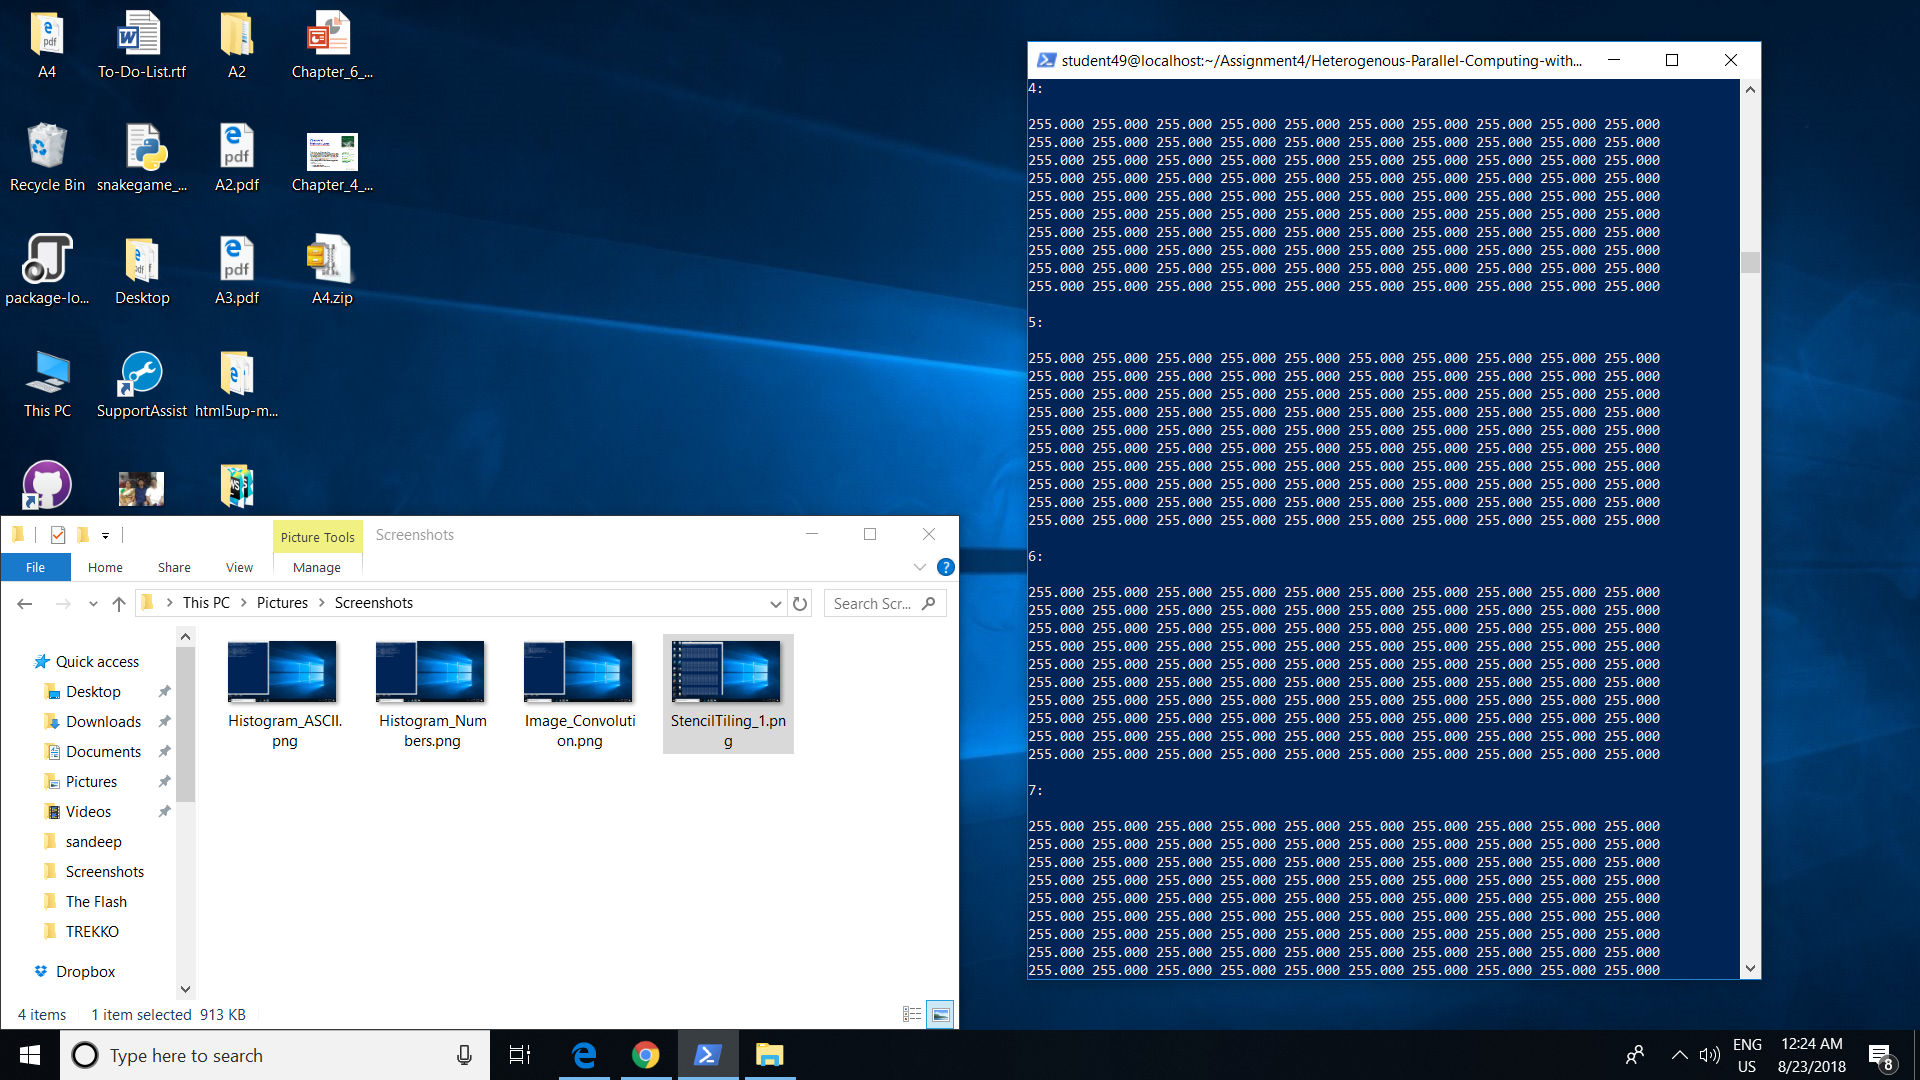 A4
To-Do-List.rtf
A2
Chapter_6_...
Recycle Bin
snakegame_...
A2.pdf
Chapter_4_...
package-lo...
Desktop
A3.pdf
A4.zip
This PC
SupportAssist
html5up-m...
Picture Tools
Screenshots
File
Home
Share
View
Manage
This PC
Pictures
Screenshots
Search Scr...
Quick access
Desktop
Downloads
Documents
Pictures
Videos
sandeep
Screenshots
The Flash
TREKKO
Dropbox
Histogram_ASCII.
png
Histogram_Num
bers.png
Image_Convoluti
on.png
StencilTiling_1.pn
g
4 items
1 item selected 913 KB
student49@localhost:~/Assignment4/Heterogenous-Parallel-Computing-with...
4:
255.000 255.000 255.000 255.000 255.000 255.000 255.000 255.000 255.000 255.000
255.000 255.000 255.000 255.000 255.000 255.000 255.000 255.000 255.000 255.000
255.000 255.000 255.000 255.000 255.000 255.000 255.000 255.000 255.000 255.000
255.000 255.000 255.000 255.000 255.000 255.000 255.000 255.000 255.000 255.000
255.000 255.000 255.000 255.000 255.000 255.000 255.000 255.000 255.000 255.000
255.000 255.000 255.000 255.000 255.000 255.000 255.000 255.000 255.000 255.000
255.000 255.000 255.000 255.000 255.000 255.000 255.000 255.000 255.000 255.000
255.000 255.000 255.000 255.000 255.000 255.000 255.000 255.000 255.000 255.000
255.000 255.000 255.000 255.000 255.000 255.000 255.000 255.000 255.000 255.000
255.000 255.000 255.000 255.000 255.000 255.000 255.000 255.000 255.000 255.000
5:
255.000 255.000 255.000 255.000 255.000 255.000 255.000 255.000 255.000 255.000
255.000 255.000 255.000 255.000 255.000 255.000 255.000 255.000 255.000 255.000
255.000 255.000 255.000 255.000 255.000 255.000 255.000 255.000 255.000 255.000
255.000 255.000 255.000 255.000 255.000 255.000 255.000 255.000 255.000 255.000
255.000 255.000 255.000 255.000 255.000 255.000 255.000 255.000 255.000 255.000
255.000 255.000 255.000 255.000 255.000 255.000 255.000 255.000 255.000 255.000
255.000 255.000 255.000 255.000 255.000 255.000 255.000 255.000 255.000 255.000
255.000 255.000 255.000 255.000 255.000 255.000 255.000 255.000 255.000 255.000
255.000 255.000 255.000 255.000 255.000 255.000 255.000 255.000 255.000 255.000
255.000 255.000 255.000 255.000 255.000 255.000 255.000 255.000 255.000 255.000
6:
255.000 255.000 255.000 255.000 255.000 255.000 255.000 255.000 255.000 255.000
255.000 255.000 255.000 255.000 255.000 255.000 255.000 255.000 255.000 255.000
255.000 255.000 255.000 255.000 255.000 255.000 255.000 255.000 255.000 255.000
255.000 255.000 255.000 255.000 255.000 255.000 255.000 255.000 255.000 255.000
255.000 255.000 255.000 255.000 255.000 255.000 255.000 255.000 255.000 255.000
255.000 255.000 255.000 255.000 255.000 255.000 255.000 255.000 255.000 255.000
255.000 255.000 255.000 255.000 255.000 255.000 255.000 255.000 255.000 255.000
255.000 255.000 255.000 255.000 255.000 255.000 255.000 255.000 255.000 255.000
255.000 255.000 255.000 255.000 255.000 255.000 255.000 255.000 255.000 255.000
255.000 255.000 255.000 255.000 255.000 255.000 255.000 255.000 255.000 255.000
7:
255.000 255.000 255.000 255.000 255.000 255.000 255.000 255.000 255.000 255.000
255.000 255.000 255.000 255.000 255.000 255.000 255.000 255.000 255.000 255.000
255.000 255.000 255.000 255.000 255.000 255.000 255.000 255.000 255.000 255.000
255.000 255.000 255.000 255.000 255.000 255.000 255.000 255.000 255.000 255.000
255.000 255.000 255.000 255.000 255.000 255.000 255.000 255.000 255.000 255.000
255.000 255.000 255.000 255.000 255.000 255.000 255.000 255.000 255.000 255.000
255.000 255.000 255.000 255.000 255.000 255.000 255.000 255.000 255.000 255.000
255.000 255.000 255.000 255.000 255.000 255.000 255.000 255.000 255.000 255.000
255.000 255.000 255.000 255.000 255.000 255.000 255.000 255.000 255.000 255.000
Type here to search
ENG
US
12:24 AM
8/23/2018
8